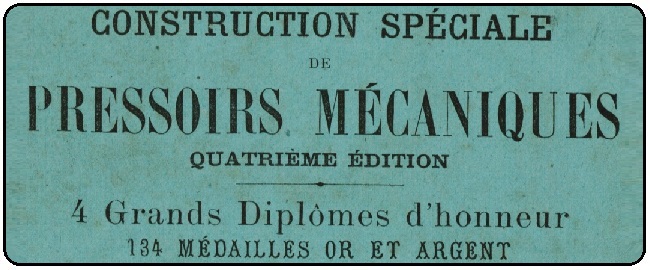 CONSTRUCTION SPÉCIALE
DE
PRESSOIRS MÉCANIQUES
QUATRIÈME ÉDITION
4 Grands Diplômes d'honneur
134 MÉDAILLES OR ET ARGENT